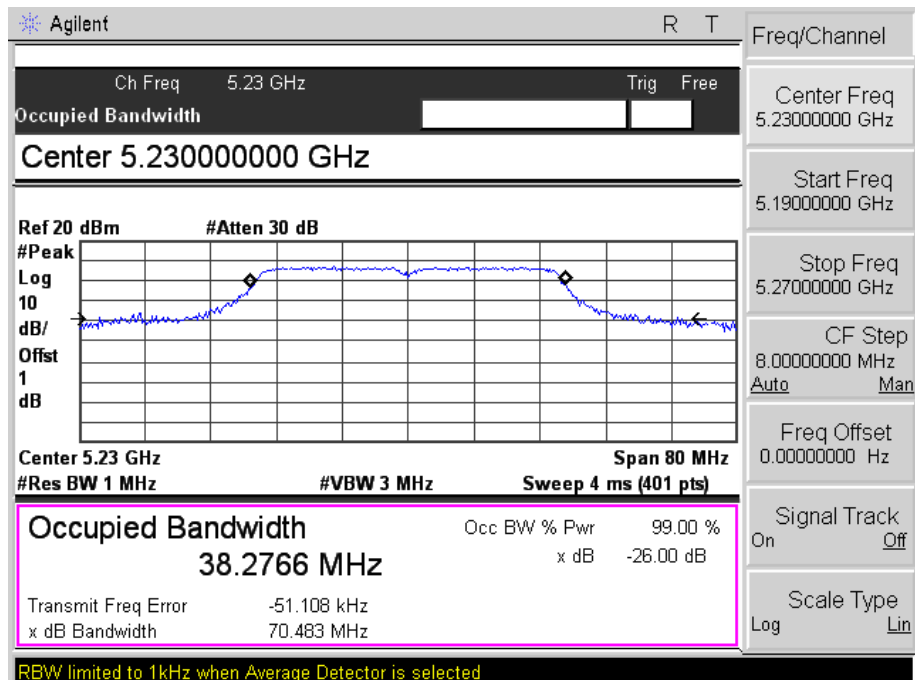 Agilent R T
Freq/Channel
Ch Freq 5.23 GHz Trig Free
Occupied Bandwidth
Center 5.230000000 GHz
Ref 20 dBm #Atten 30 dB
#Peak
Log
10
dB/
Offst
1
dB
Center 5.23 GHz Span 80 MHz
#Res BW 1 MHz #VBW 3 MHz Sweep 4 ms (401 pts)
Occupied Bandwidth
38.2766 MHz
Occ BW % Pwr 99.00 %
x dB -26.00 dB
Transmit Freq Error -51.108 kHz
x dB Bandwidth 70.483 MHz
RBW limited to 1kHz when Average Detector is selected
Center Freq
5.23000000 GHz
Start Freq
5.19000000 GHz
Stop Freq
5.27000000 GHz
CF Step
8.00000000 MHz
Auto Man
Freq Offset
0.00000000 Hz
Signal Track
On Off
Scale Type
Log Lin